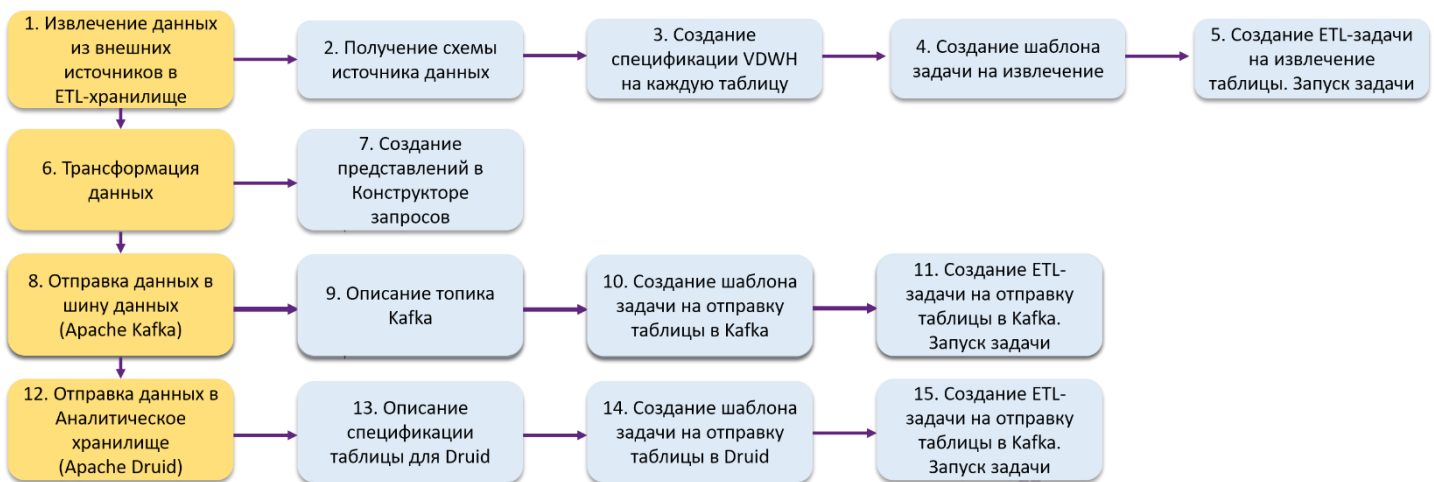 1. Извлечение данных
из внешних
источников в
ETL-хранилище
2. Получение схемы
источника данных
3. Создание
спецификации VDWH
на каждую таблицу
4. Создание шаблона
задачи на извлечение
5. Создание ETL-задачи
на извлечение
таблицы. Запуск задачи
6. Трансформация
данных
7. Создание
представлений в
Конструкторе
запросов
8. Отправка данных в
шину данных
(Apache Kafka)
9. Описание топика
Kafka
10. Создание шаблона
задачи на отправку
таблицы в Kafka
11. Создание ETL-
задачи на отправку
таблицы в Kafka.
Запуск задачи
12. Отправка данных в
Аналитическое
хранилище
(Apache Druid)
13. Описание
спецификации
таблицы для Druid
14. Создание шаблона
задачи на отправку
таблицы в Druid
15. Создание ETL-
задачи на отправку
таблицы в Kafka.
Запуск задачи